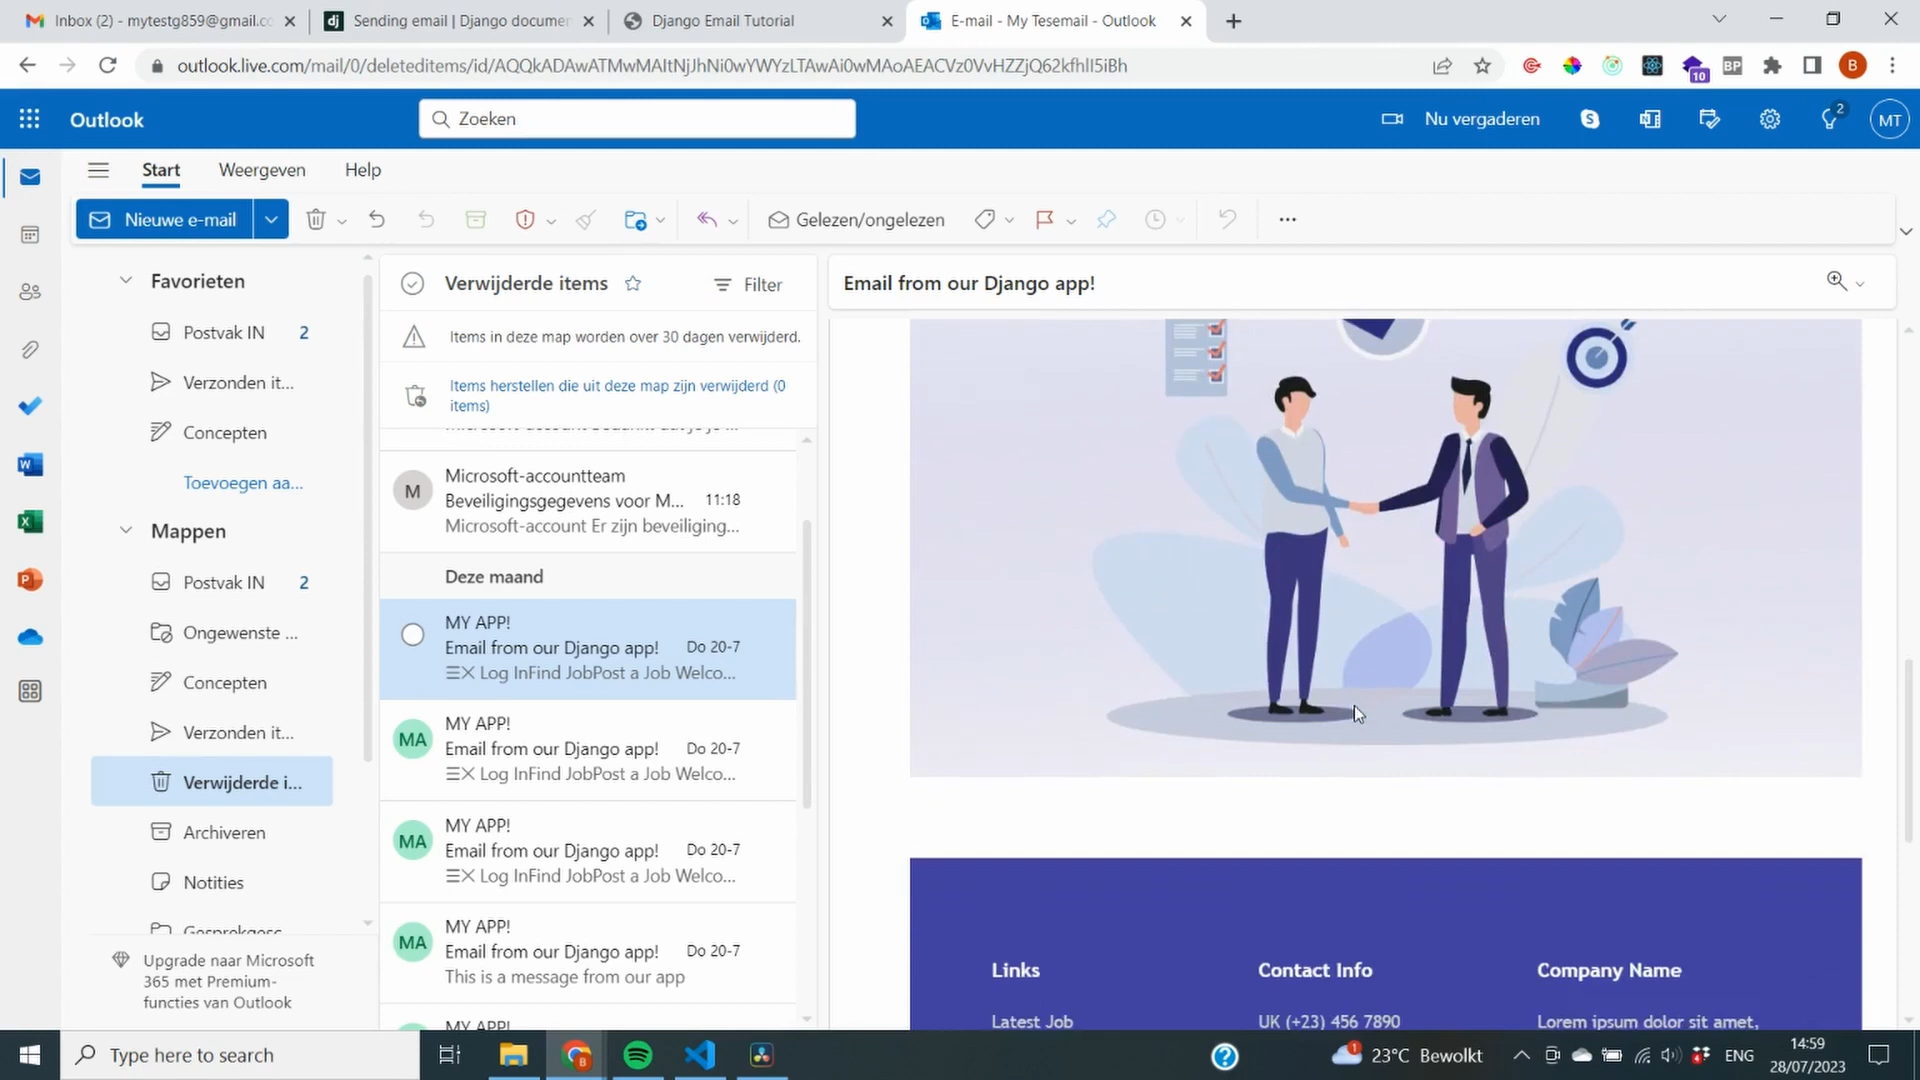 Inbox (2) - mytestg859@gmail.co
Sending email | Django documen
Django Email Tutorial
E-mail - My Tesemail - Outlook
outlook.live.com/mail/0/deleteditems/id/AQQkADAwATMwMAItNjJhNi0wYWYzLTAwAi0wMAoAEACVz0VvHZZjQ62kfhlI5iBh
10
BP
B
Outlook
Zoeken
Nu vergaderen
2
MT
Start
Weergeven
Help
Nieuwe e-mail
Gelezen/ongelezen
Favorieten
Postvak IN 2
Verzonden it...
Concepten
Toevoegen aa...
Mappen
Postvak IN 2
Ongewenste ...
Concepten
Verzonden it...
Verwijderde i...
Archiveren
Notities
Gesprekgesc...
Upgrade naar Microsoft
365 met Premium-
functies van Outlook
Verwijderde items
Filter
Items in deze map worden over 30 dagen verwijderd.
Items herstellen die uit deze map zijn verwijderd (0
items)
M
Microsoft-accountteam
Beveiligingsgegevens voor M... 11:18
Microsoft-account Er zijn beveiliging...
Deze maand
MY APP!
Email from our Django app! Do 20-7
☰✕ Log InFind JobPost a Job Welco...
MA
MY APP!
Email from our Django app! Do 20-7
☰✕ Log InFind JobPost a Job Welco...
MA
MY APP!
Email from our Django app! Do 20-7
☰✕ Log InFind JobPost a Job Welco...
MA
MY APP!
Email from our Django app! Do 20-7
This is a message from our app
MY APP!
Email from our Django app!
Links
Latest Job
Contact Info
UK (+23) 456 7890
Company Name
Lorem ipsum dolor sit amet,
Type here to search
23°C Bewolkt
ENG
14:59
28/07/2023